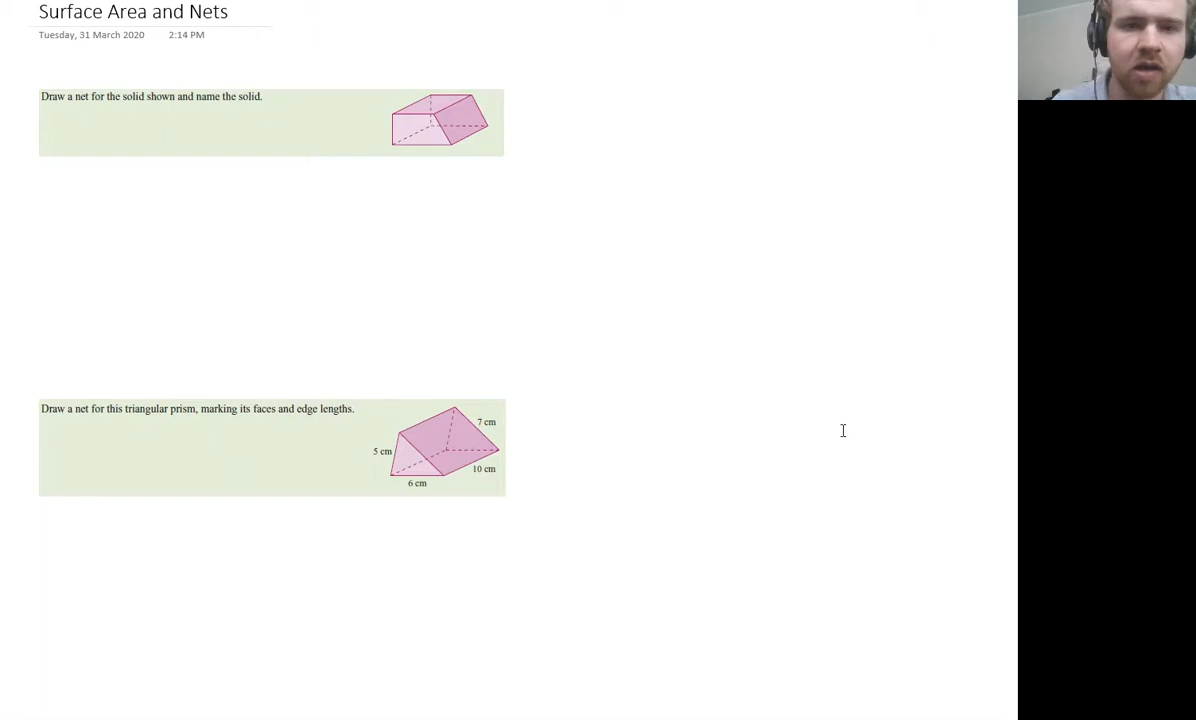 Surface Area and Nets
Tuesday, 31 March 2020 2:14 PM
Draw a net for the solid shown and name the solid.
Draw a net for this triangular prism, marking its faces and edge lengths.
7 cm
5 cm
10 cm
6 cm